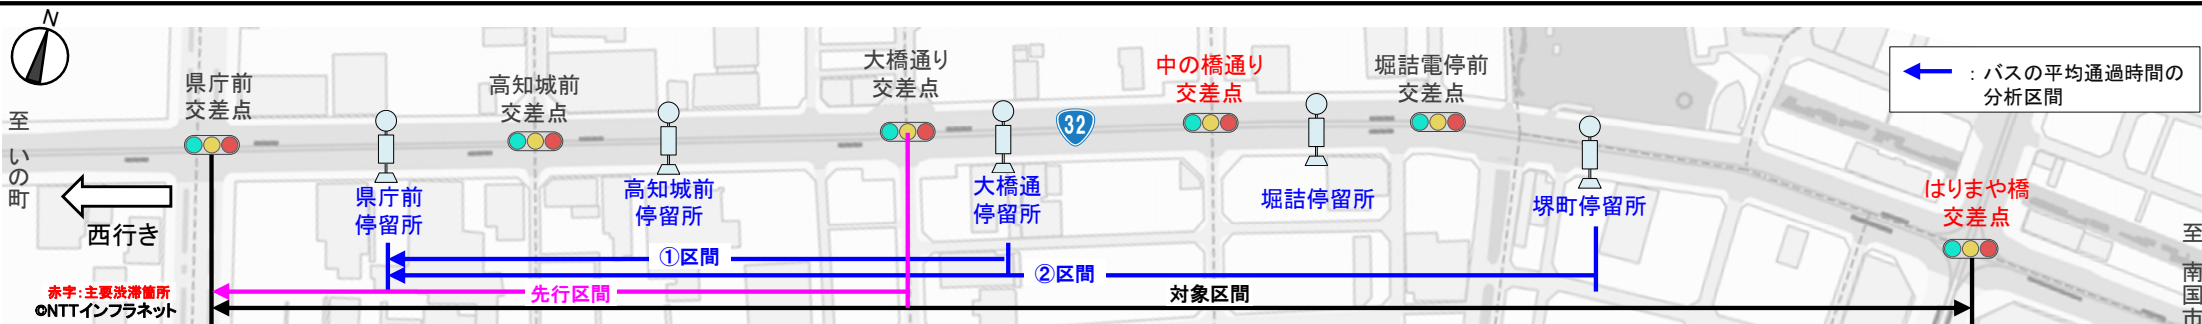 N
至
いの町
西行き
赤字:主要渋滞箇所
©NTTインフラネット
県庁前
交差点
県庁前
停留所
高知城前
交差点
高知城前
停留所
大橋通り
交差点
大橋通
停留所
32
中の橋通り
交差点
堀詰停留所
堀詰電停前
交差点
堺町停留所
はりまや橋
交差点
:バスの平均通過時間の
分析区間
至
南国市
①区間
②区間
先行区間
対象区間